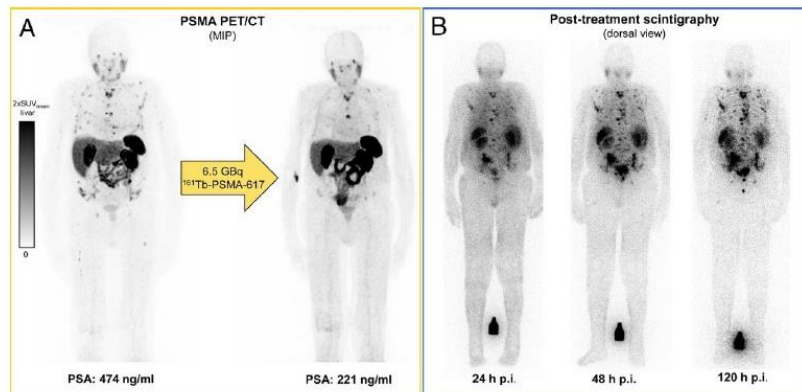 A
PSMA PET/CT
(MIP)
2xSUVmean
liver
0
6.5 GBq
¹⁶¹Tb-PSMA-617
PSA: 474 ng/ml
PSA: 221 ng/ml
B
Post-treatment scintigraphy
(dorsal view)
24 h p.i.
48 h p.i.
120 h p.i.